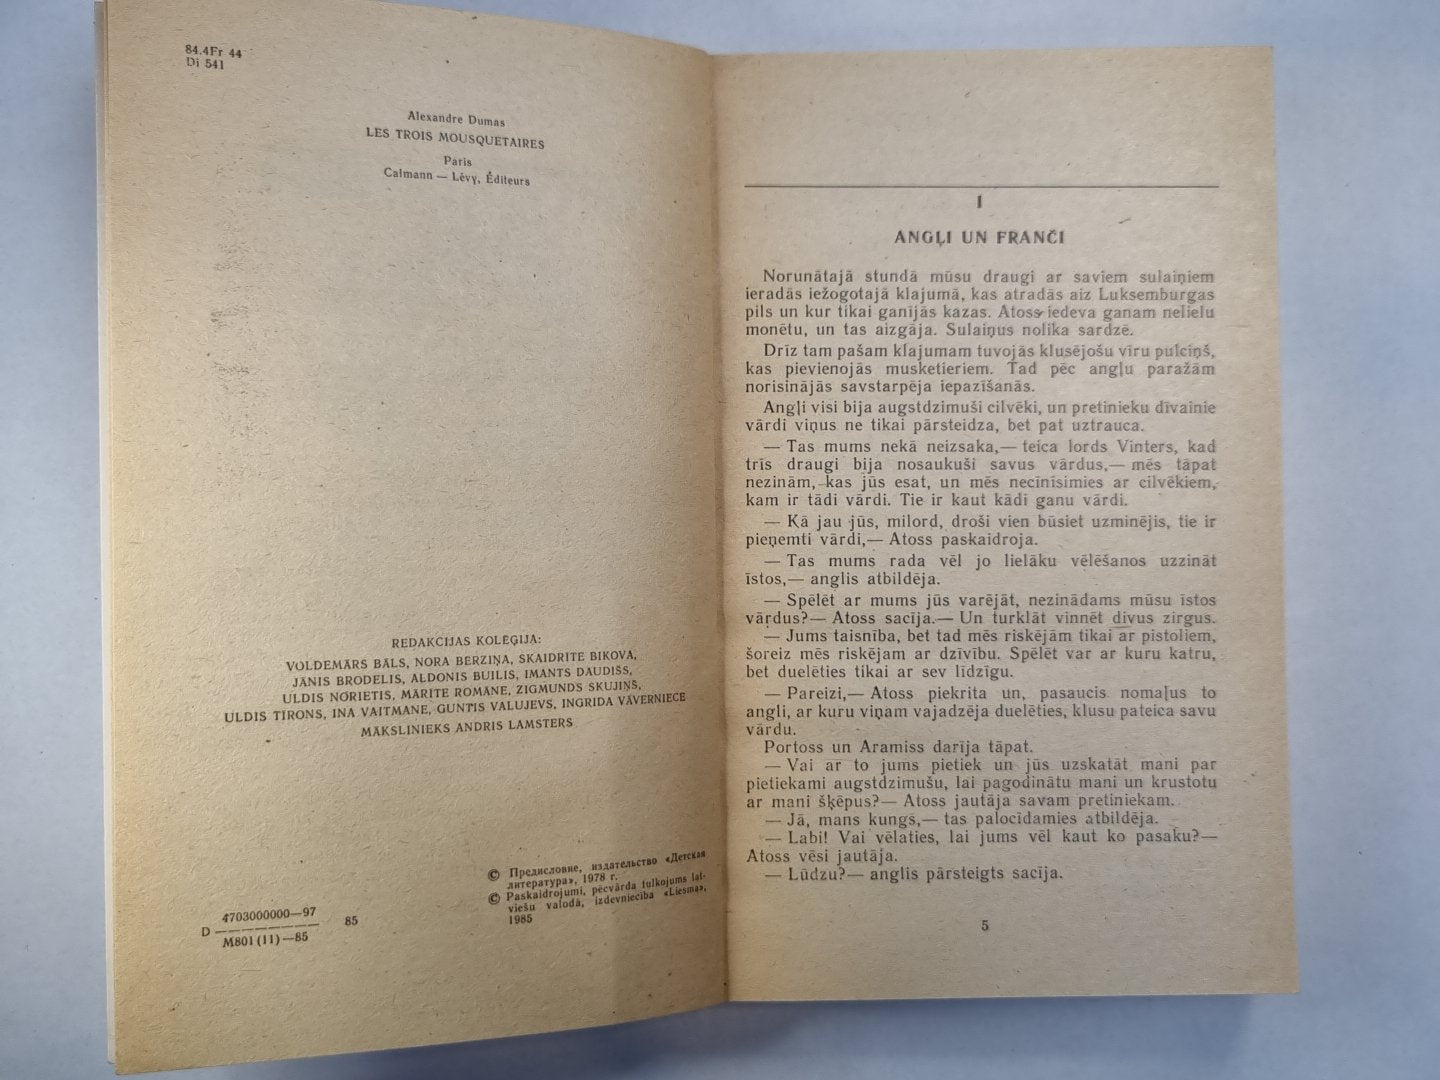 84.4Fr 44
Di 541
Alexandre Dumas
LES TROIS MOUSQUETAIRES
Paris
Calmann — Lévy, Éditeurs
REDAKCIJAS KOLĒĢIJA:
VOLDEMĀRS BĀLS, NORA BĒRZIŅA, SKAIDRĪTE BIKOVA,
JĀNIS BRODELIS, ALDONIS BUILIS, IMANTS DAUDIŠS,
ULDIS NORIETIS, MĀRĪTE ROMĀNE, ZIGMUNDS SKUJIŅŠ,
ULDIS TĪRONS, INA VAITMANE, GUNTIS VALUJEVS, INGRĪDA VĀVERNIECE
MĀKSLINIEKS ANDRIS LAMSTERS
4703000000—97
D ——————— 85
M801(11)—85
© Предисловие, издательство «Детская
литература», 1978 г.
© Paskaidrojumi, pēcvārda tulkojums lat-
viešu valodā, izdevniecība «Liesma»,
1985
I
ANGĻI UN FRANČI
Norunātajā stundā mūsu draugi ar saviem sulaiņiem
ieradās iežogotajā klajumā, kas atradās aiz Luksemburgas
pils un kur tikai ganījās kazas. Atoss iedeva ganam nelielu
monētu, un tas aizgāja. Sulaiņus nolika sardzē.
Drīz tam pašam klajumam tuvojās klusējošu vīru pulciņš,
kas pievienojās musketieriem. Tad pēc angļu paražām
norisinājās savstarpēja iepazīšanās.
Angļi visi bija augstdzimuši cilvēki, un pretinieku dīvainie
vārdi viņus ne tikai pārsteidza, bet pat uztrauca.
— Tas mums nekā neizsaka,— teica lords Vinters, kad
trīs draugi bija nosaukuši savus vārdus,— mēs tāpat
nezinām, kas jūs esat, un mēs necīnīsimies ar cilvēkiem,
kam ir tādi vārdi. Tie ir kaut kādi ganu vārdi.
— Kā jau jūs, milord, droši vien būsiet uzminējis, tie ir
pieņemti vārdi,— Atoss paskaidroja.
— Tas mums rada vēl jo lielāku vēlēšanos uzzināt
īstos,— anglis atbildēja.
— Spēlēt ar mums jūs varējāt, nezinādams mūsu īstos
vārdus?— Atoss sacīja.— Un turklāt vinnēt divus zirgus.
— Jums taisnība, bet tad mēs riskējām tikai ar pistoliem,
šoreiz mēs riskējam ar dzīvību. Spēlēt var ar kuru katru,
bet duelēties tikai ar sev līdzīgu.
— Pareizi,— Atoss piekrita un, pasaucis nomaļus to
angli, ar kuru viņam vajadzēja duelēties, klusu pateica savu
vārdu.
Portoss un Aramiss darīja tāpat.
— Vai ar to jums pietiek un jūs uzskatāt mani par
pietiekami augstdzimušu, lai pagodinātu mani un krustotu
ar mani šķēpus?— Atoss jautāja savam pretiniekam.
— Jā, mans kungs,— tas palocīdamies atbildēja.
— Labi! Vai vēlaties, lai jums vēl kaut ko pasaku?—
Atoss vēsi jautāja.
— Lūdzu?— anglis pārsteigts sacīja.
5